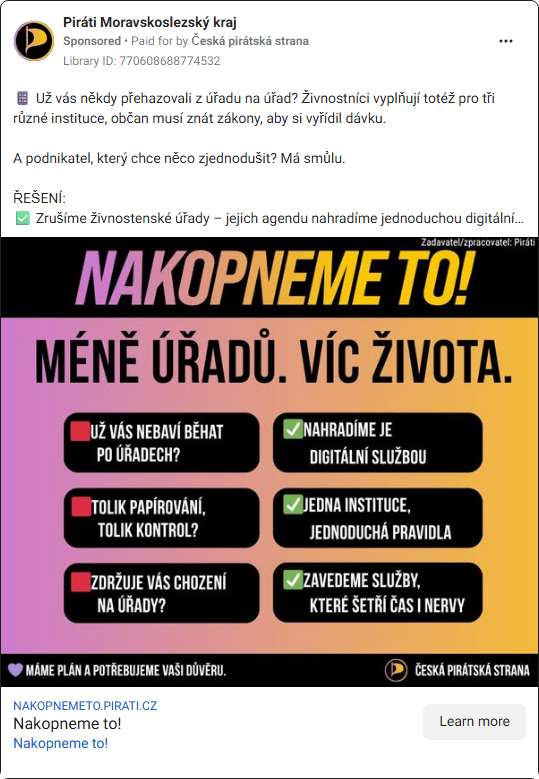 Piráti Moravskoslezský kraj
Sponsored • Paid for by Česká pirátská strana
Library ID: 770608688774532
Už vás někdy přehazovali z úřadu na úřad? Živnostníci vyplňují totéž pro tři
různé instituce, občan musí znát zákony, aby si vyřídil dávku.
A podnikatel, který chce něco zjednodušit? Má smůlu.
ŘEŠENÍ:
✅ Zrušíme živnostenské úřady – jejich agendu nahradíme jednoduchou digitální...
Zadavatel/zpracovatel: Piráti
NAKOPNEME TO!
MÉNĚ ÚŘADŮ. VÍC ŽIVOTA.
🟥UŽ VÁS NEBAVÍ BĚHAT
PO ÚŘADECH?
✅NAHRADÍME JE
DIGITÁLNÍ SLUŽBOU
🟥TOLIK PAPÍROVÁNÍ,
TOLIK KONTROL?
✅JEDNA INSTITUCE,
JEDNODUCHÁ PRAVIDLA
🟥ZDRŽUJE VÁS CHOZENÍ
NA ÚŘADY?
✅ZAVEDEME SLUŽBY,
KTERÉ ŠETŘÍ ČAS I NERVY
💜MÁME PLÁN A POTŘEBUJEME VAŠI DŮVĚRU.
ČESKÁ PIRÁTSKÁ STRANA
NAKOPNEMETO.PIRATI.CZ
Nakopneme to!
Nakopneme to!
Learn more